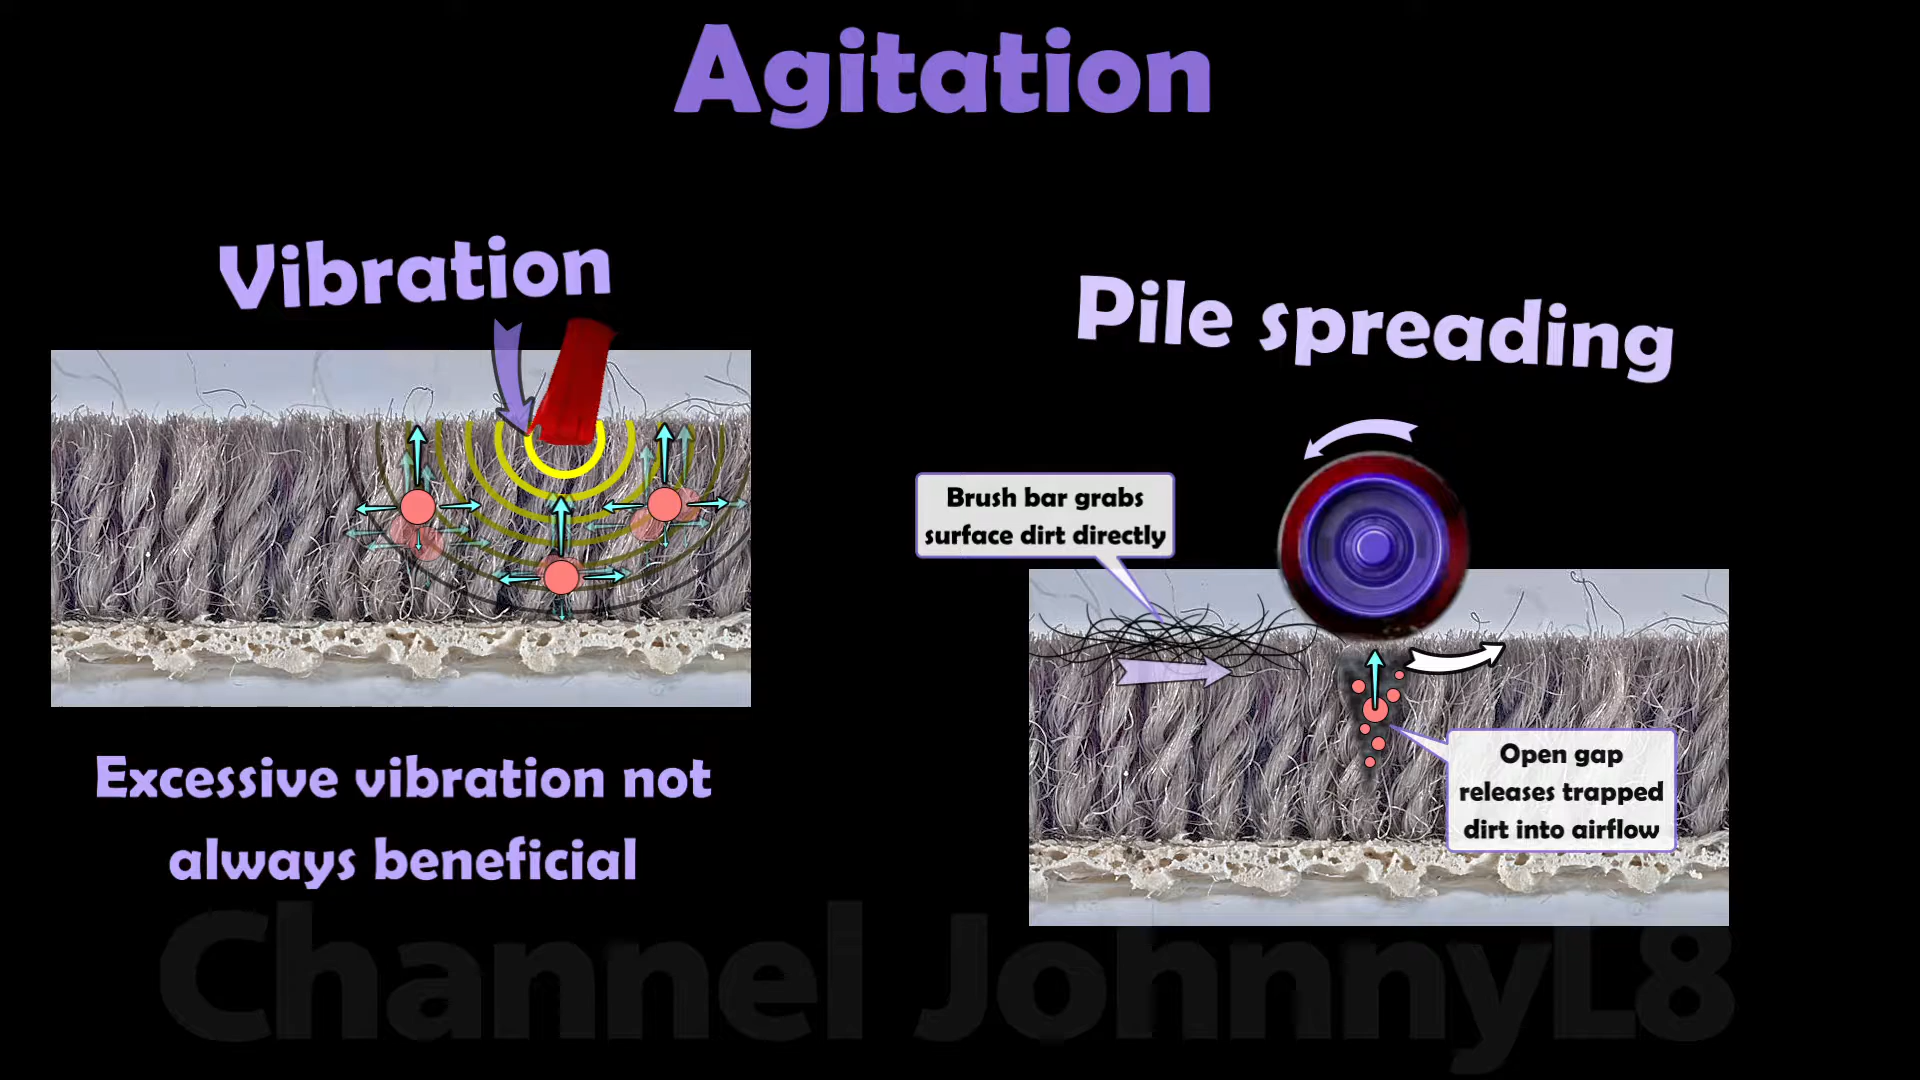 Agitation
Vibration
Pile spreading
Brush bar grabs
surface dirt directly
Open gap
releases trapped
dirt into airflow
Excessive vibration not
always beneficial
Channel JohnnyL8